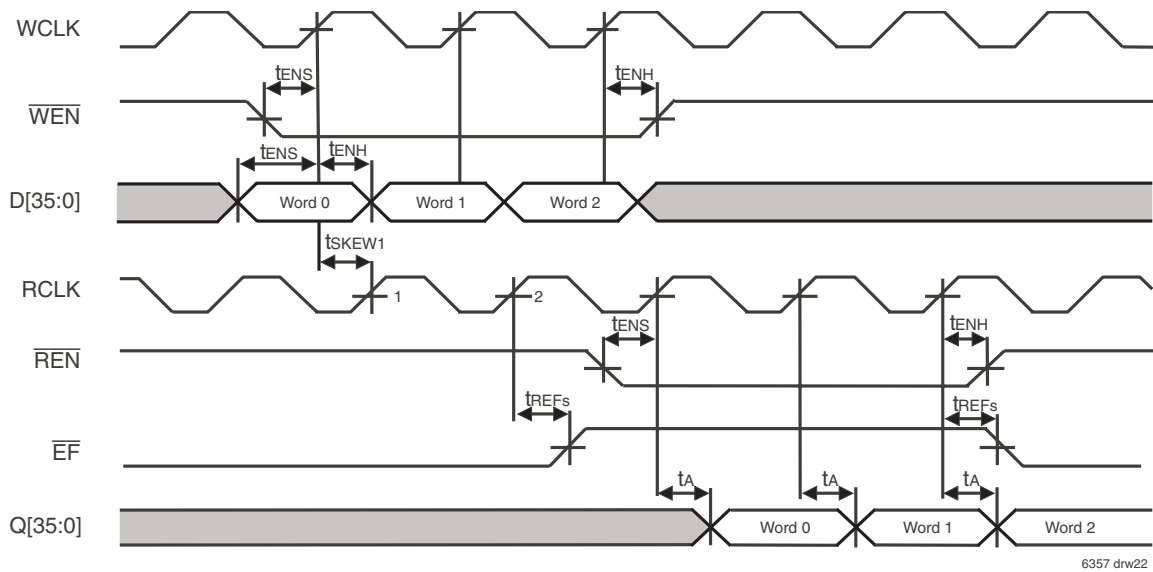 WCLK
tENS tENH
WEN
tENS tENH
D[35:0] Word 0 Word 1 Word 2
tSKEW1
RCLK 1 2
tENS tENH
REN
tREFs tREFs
EF
tA tA tA
Q[35:0] Word 0 Word 1 Word 2
6357 drw22